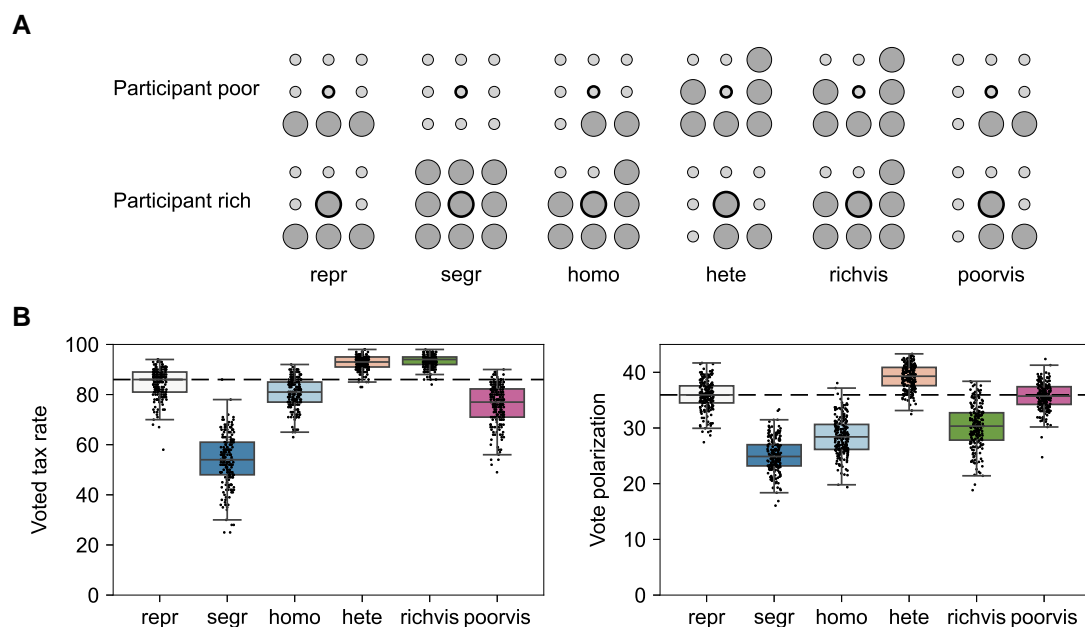 A
Participant poor
Participant rich
repr segr homo hete richvis poorvis
B
Voted tax rate
100
80
60
40
20
0
repr segr homo hete richvis poorvis
Vote polarization
40
30
20
10
0
repr segr homo hete richvis poorvis